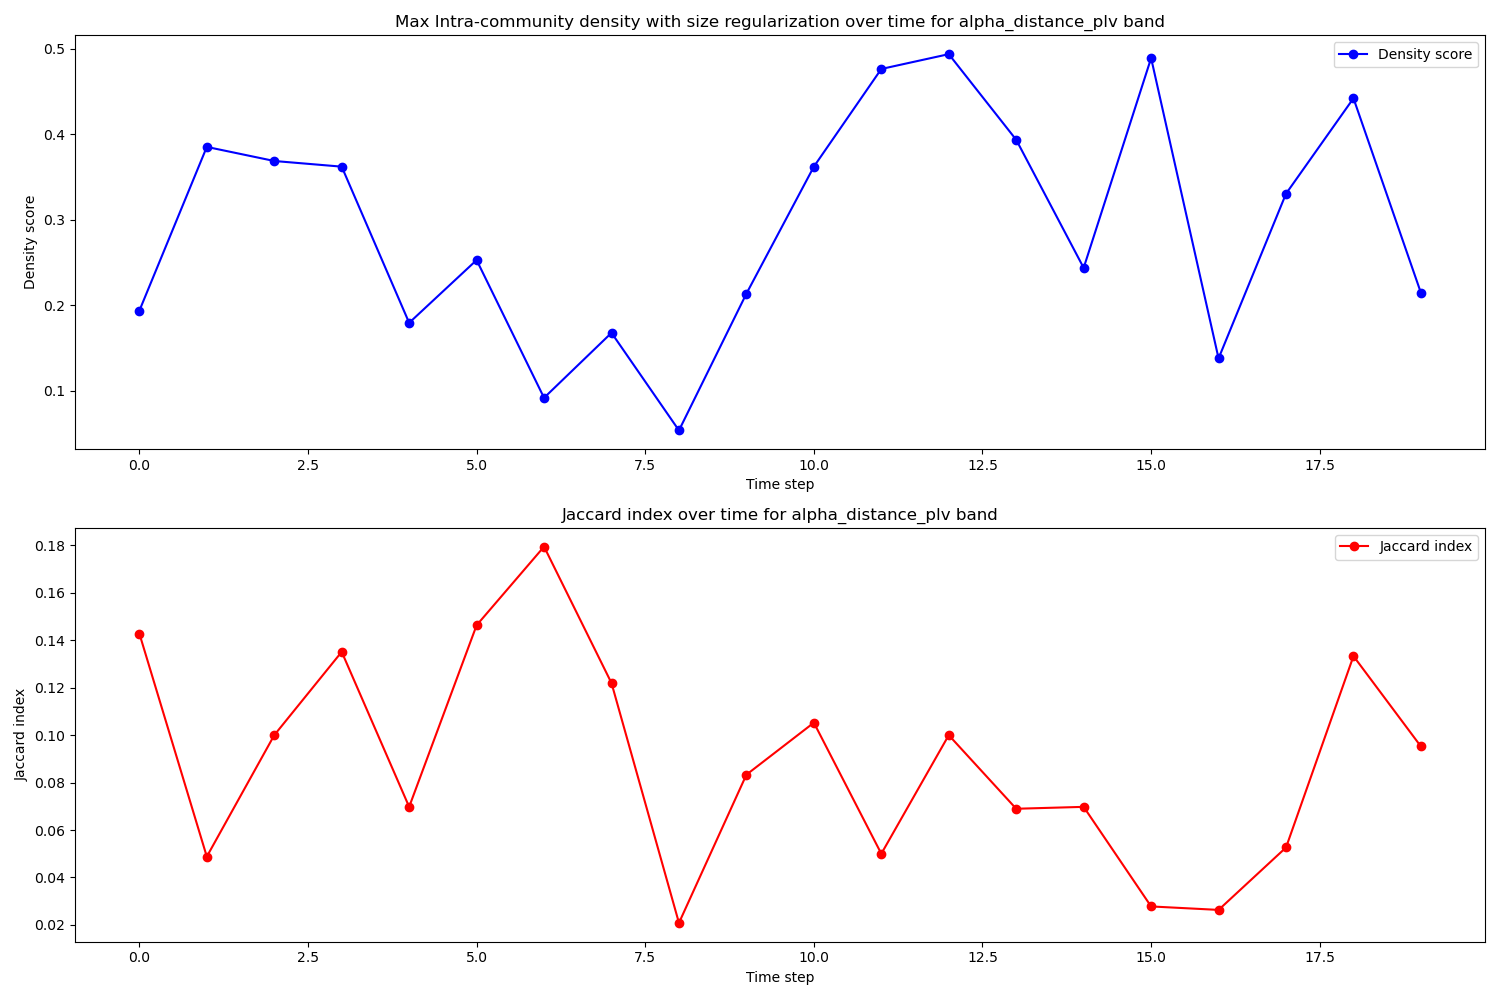 Max Intra-community density with size regularization over time for alpha_distance_plv band
Density score
0.5
0.4
0.3
0.2
0.1
Density score
0.0 2.5 5.0 7.5 10.0 12.5 15.0 17.5
Time step
Jaccard index over time for alpha_distance_plv band
Jaccard index
0.18
0.16
0.14
0.12
0.10
0.08
0.06
0.04
0.02
Jaccard index
0.0 2.5 5.0 7.5 10.0 12.5 15.0 17.5
Time step